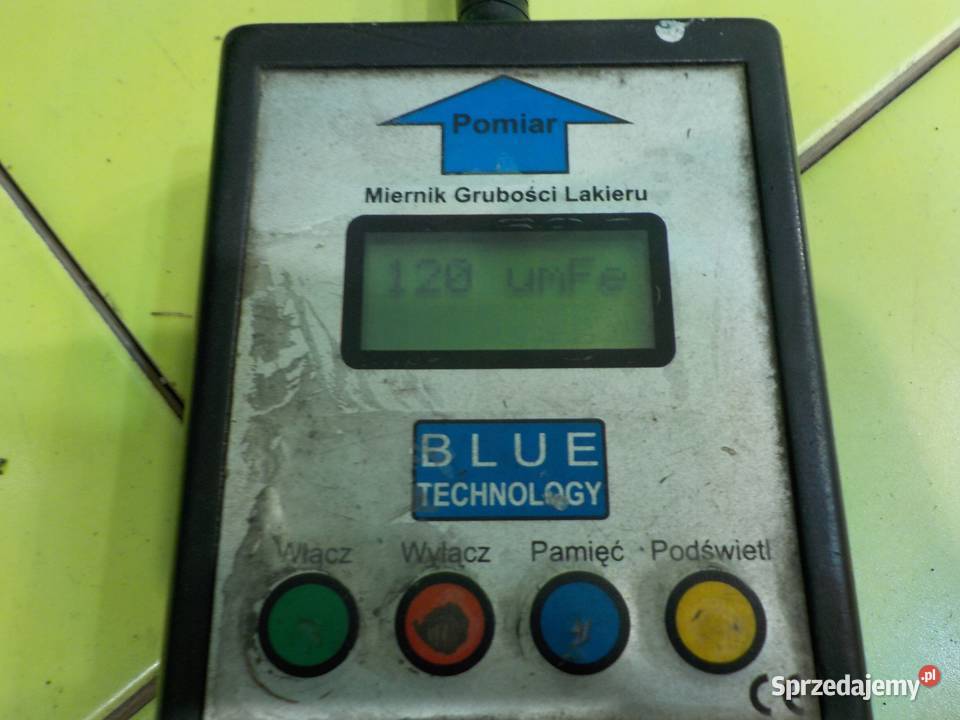 Pomiar
Miernik Grubości Lakieru
120 umFe
BLUE
TECHNOLOGY
Włącz Wyłącz Pamięć Podświetl
CE
Sprzedajemy.pl